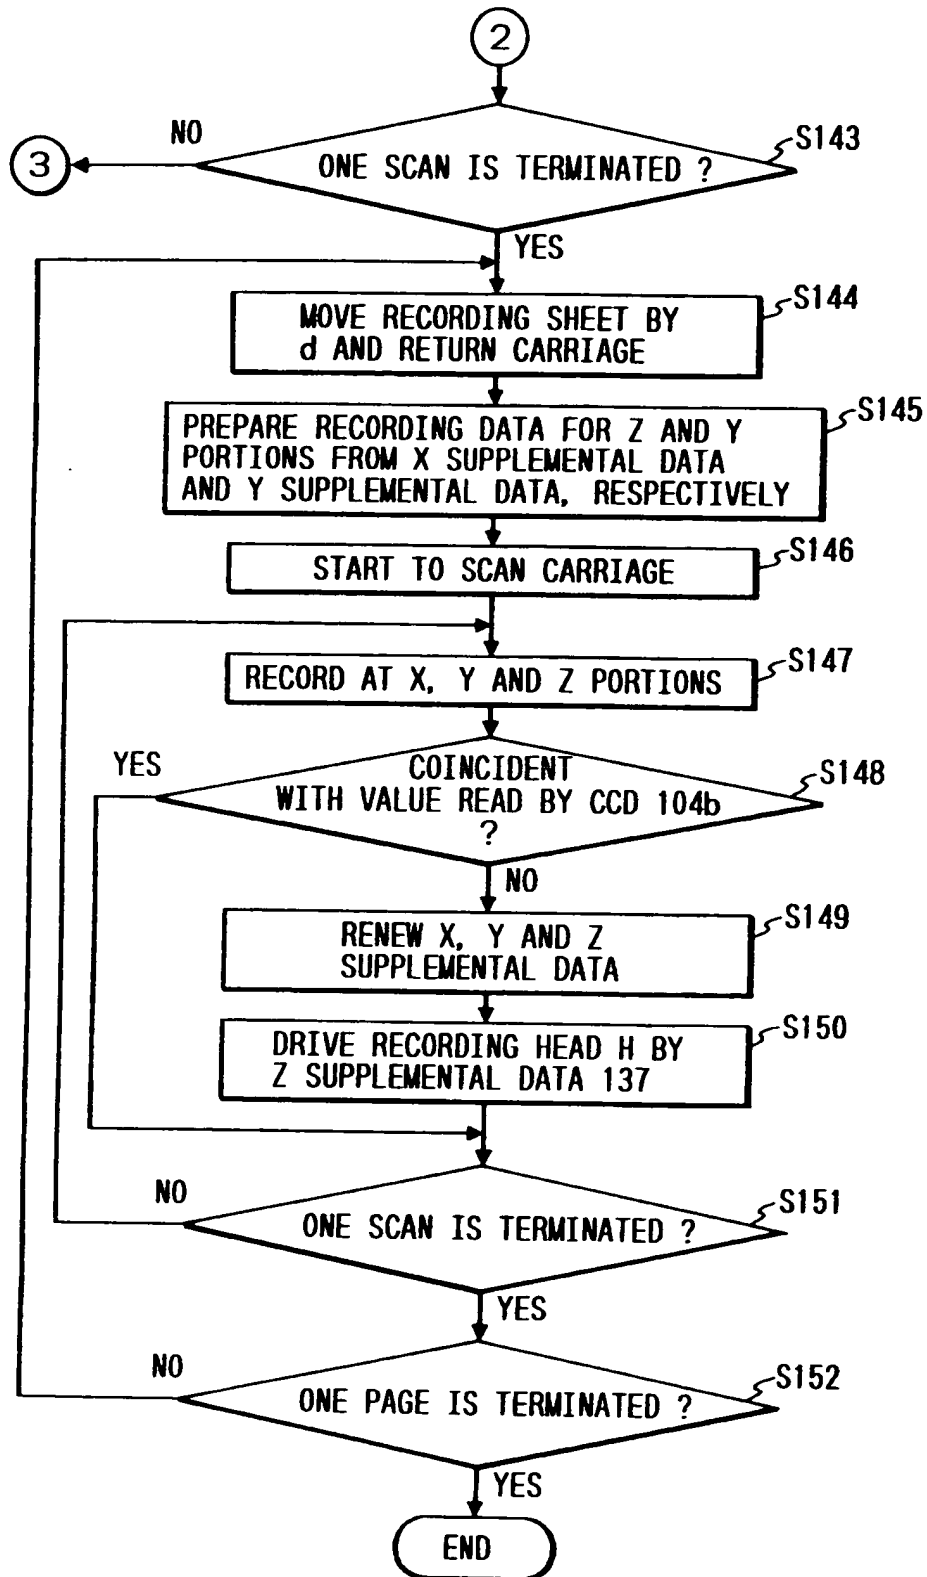 2
NO
S143
3
ONE SCAN IS TERMINATED ?
YES
S144
MOVE RECORDING SHEET BY
d AND RETURN CARRIAGE
S145
PREPARE RECORDING DATA FOR Z AND Y
PORTIONS FROM X SUPPLEMENTAL DATA
AND Y SUPPLEMENTAL DATA, RESPECTIVELY
S146
START TO SCAN CARRIAGE
S147
RECORD AT X, Y AND Z PORTIONS
YES
S148
COINCIDENT
WITH VALUE READ BY CCD 104b
?
NO
S149
RENEW X, Y AND Z
SUPPLEMENTAL DATA
S150
DRIVE RECORDING HEAD H BY
Z SUPPLEMENTAL DATA 137
NO
S151
ONE SCAN IS TERMINATED ?
YES
NO
S152
ONE PAGE IS TERMINATED ?
YES
END